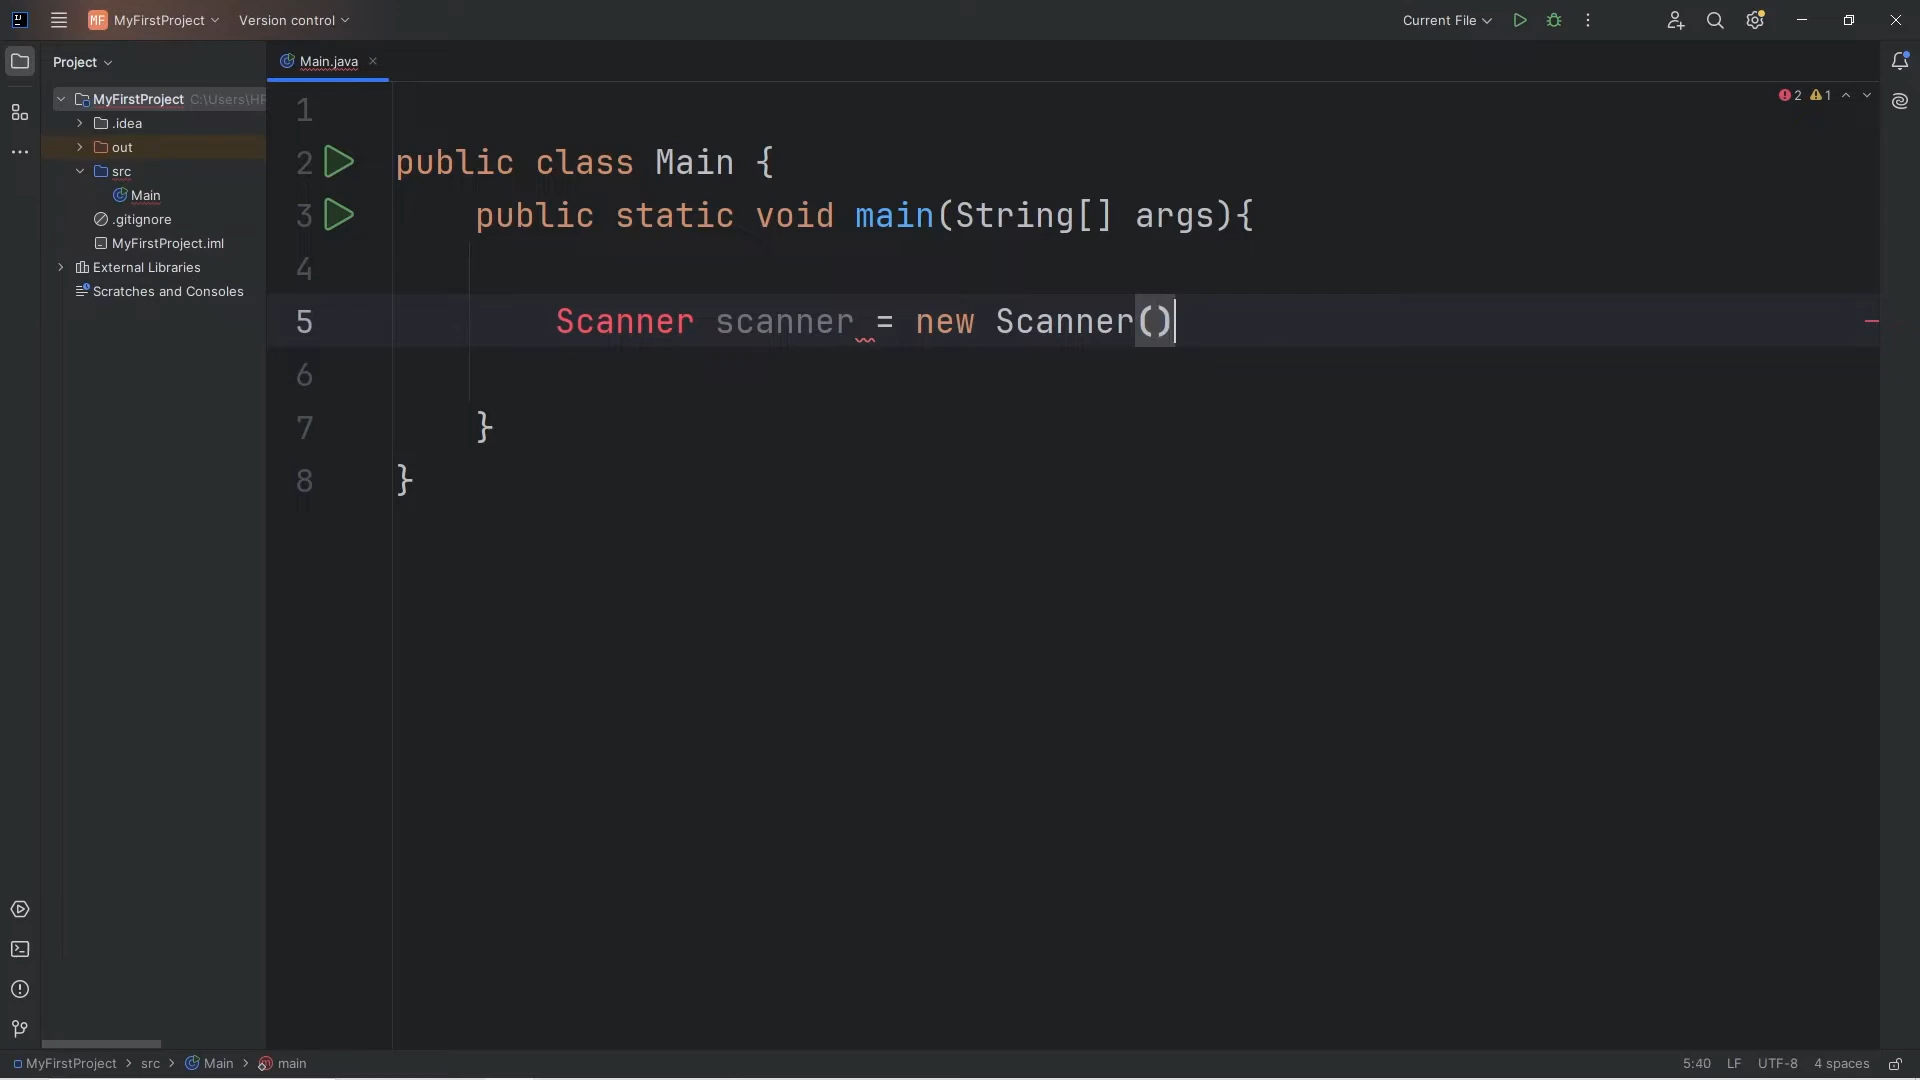 MF MyFirstProject Version control Current File
Project
Main.java
MyFirstProject C:\Users\HP
.idea
out
src
Main
.gitignore
MyFirstProject.iml
External Libraries
Scratches and Consoles
2 1
1
2 public class Main {
3 public static void main(String[] args){
4
5 Scanner scanner = new Scanner()
6
7 }
8 }
MyFirstProject > src > Main > main 5:40 LF UTF-8 4 spaces